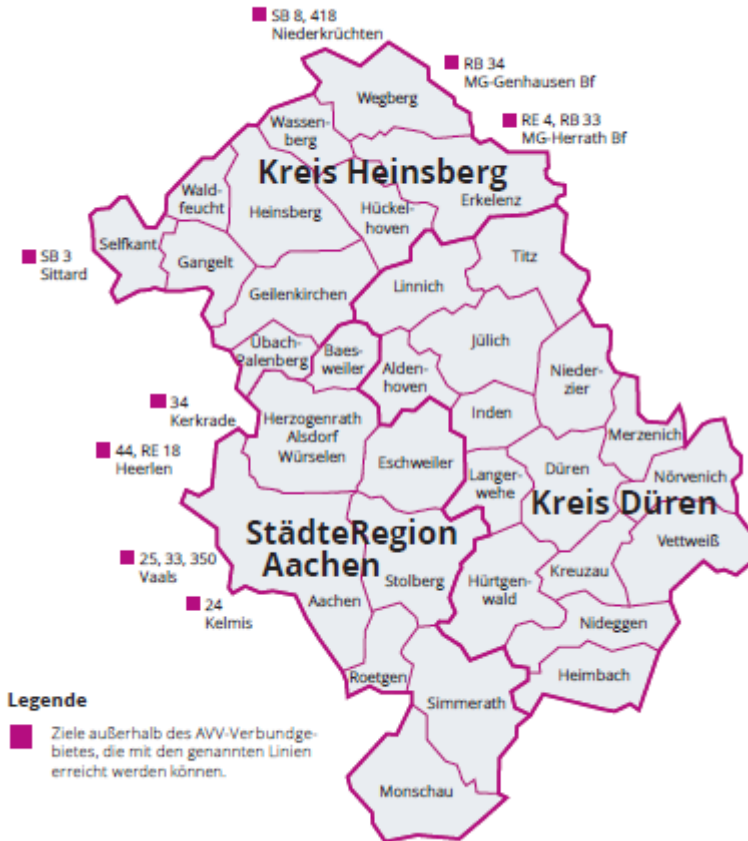 SB 8, 418
Niederkrüchten
RB 34
MG-Genhausen Bf
RE 4, RB 33
MG-Herrath Bf
Wegberg
Wassen-
berg
Kreis Heinsberg
Wald-
feucht
Heinsberg
Hückel-
hoven
Erkelenz
Selfkant
SB 3
Sittard
Gangelt
Titz
Geilenkirchen
Linnich
Übach-
Palenberg
Baes-
weiler
Jülich
Alden-
hoven
Nieder-
zier
34
Kerkrade
Herzogenrath
Alsdorf
Würselen
Inden
Merzenich
44, RE 18
Heerlen
Eschweiler
Langer-
wehe
Düren
Nörvenich
Kreis Düren
StädteRegion
Aachen
Vettweiß
25, 33, 350
Vaals
Stolberg
Hürtgen-
wald
Kreuzau
24
Kelmis
Aachen
Nideggen
Roetgen
Heimbach
Simmerath
Legende
Ziele außerhalb des AVV-Verbundge-
bietes, die mit den genannten Linien
erreicht werden können.
Monschau